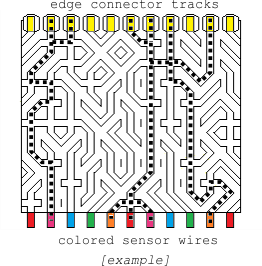 edge connector tracks
colored sensor wires
[example]